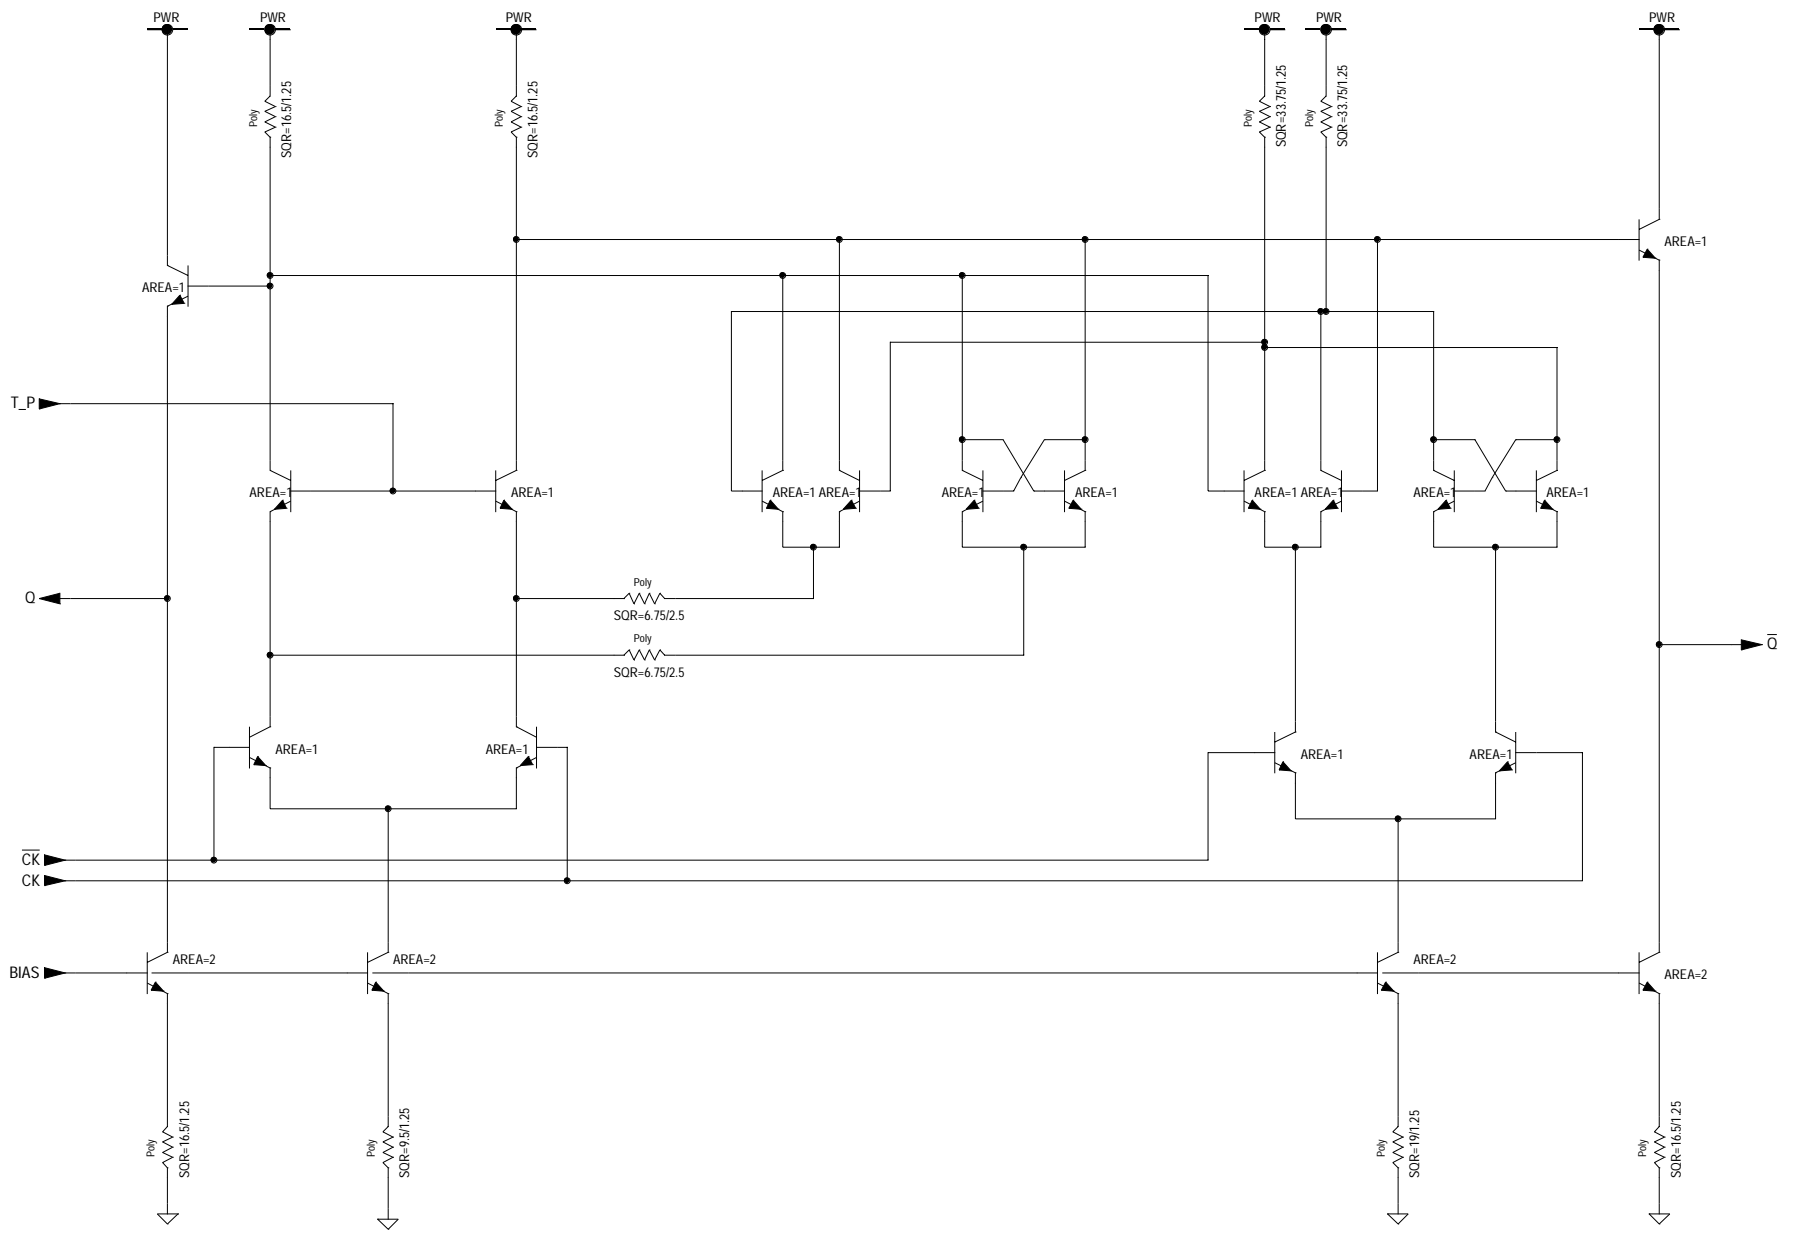 PWR
PWR
PWR
PWR
PWR
PWR
Poly
SQR=16.5/1.25
Poly
SQR=16.5/1.25
Poly
SQR=33.75/1.25
Poly
SQR=33.75/1.25
AREA=1
AREA=1
T_P
AREA=1
AREA=1
AREA=1
AREA=1
AREA=1
AREA=1
AREA=1
AREA=1
AREA=1
AREA=1
Q
Poly
SQR=6.75/2.5
Poly
SQR=6.75/2.5
Q̅
AREA=1
AREA=1
AREA=1
AREA=1
C̅K̅
CK
BIAS
AREA=2
AREA=2
AREA=2
AREA=2
Poly
SQR=16.5/1.25
Poly
SQR=9.5/1.25
Poly
SQR=19/1.25
Poly
SQR=16.5/1.25